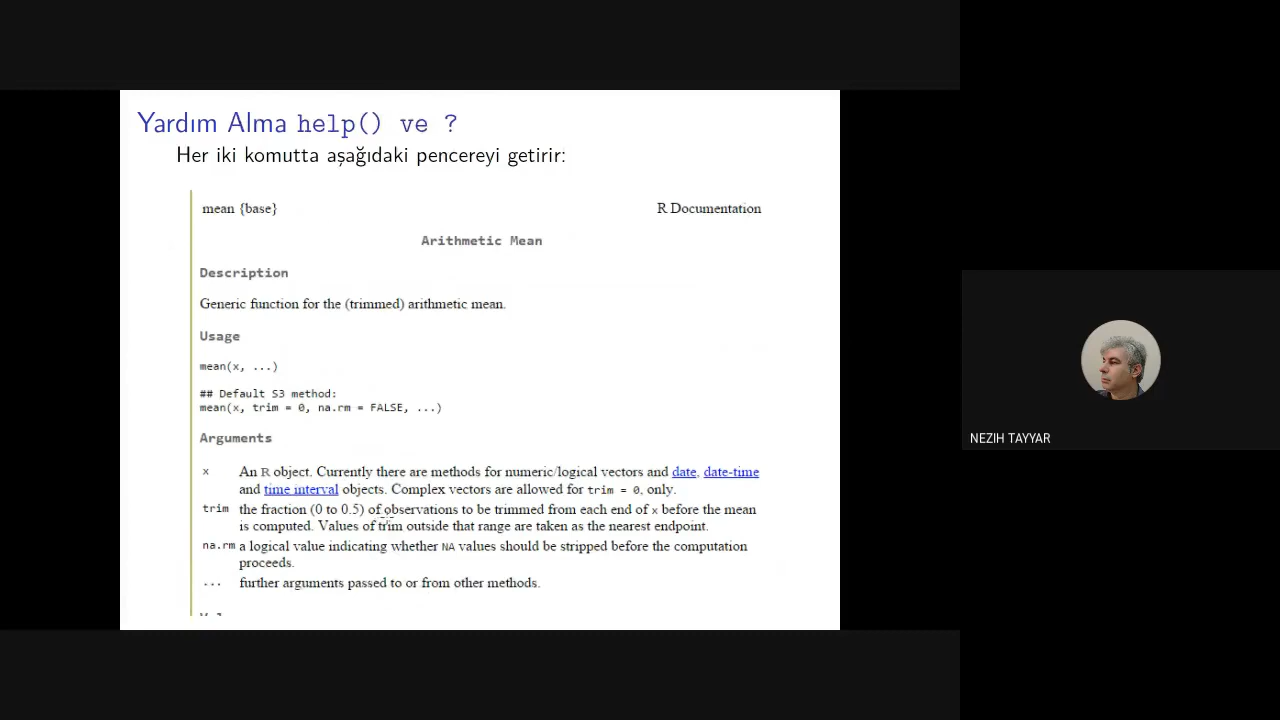 Yardım Alma help() ve ?
Her iki komutta aşağıdaki pencereyi getirir:
mean {base} R Documentation
Arithmetic Mean
Description
Generic function for the (trimmed) arithmetic mean.
Usage
mean(x, ...)
## Default S3 method:
mean(x, trim = 0, na.rm = FALSE, ...)
Arguments
x An R object. Currently there are methods for numeric/logical vectors and date, date-time
and time interval objects. Complex vectors are allowed for trim = 0, only.
trim the fraction (0 to 0.5) of observations to be trimmed from each end of x before the mean
is computed. Values of trim outside that range are taken as the nearest endpoint.
na.rm a logical value indicating whether NA values should be stripped before the computation
proceeds.
... further arguments passed to or from other methods.
NEZIH TAYYAR